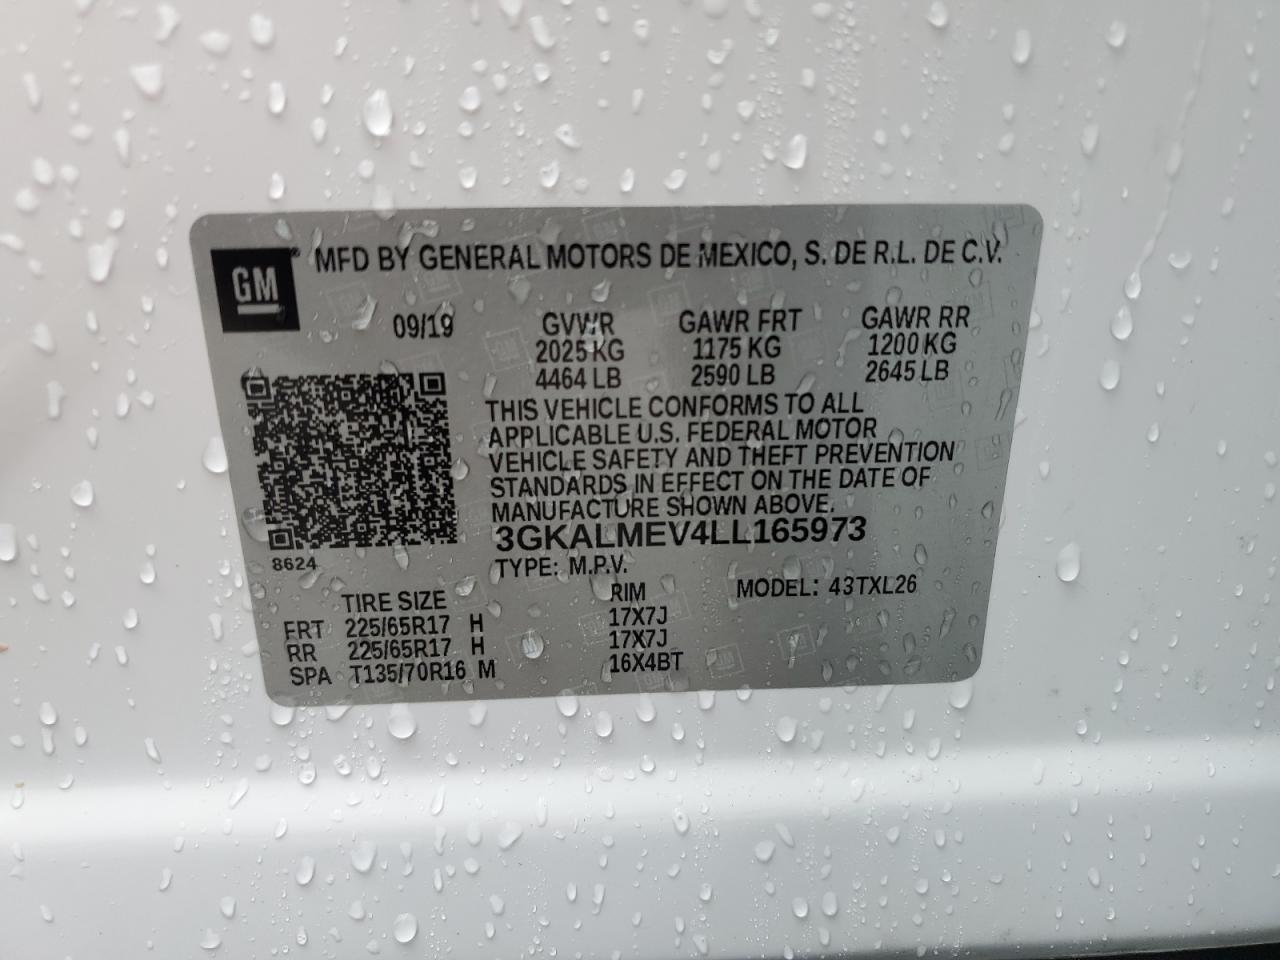 GM® MFD BY GENERAL MOTORS DE MEXICO, S. DE R.L. DE C.V.
09/19 GVWR GAWR FRT GAWR RR
2025 KG 1175 KG 1200 KG
4464 LB 2590 LB 2645 LB
THIS VEHICLE CONFORMS TO ALL
APPLICABLE U.S. FEDERAL MOTOR
VEHICLE SAFETY AND THEFT PREVENTION
STANDARDS IN EFFECT ON THE DATE OF
MANUFACTURE SHOWN ABOVE.
3GKALMEV4LL165973
8624
TYPE: M.P.V.
TIRE SIZE RIM MODEL: 43TXL26
FRT 225/65R17 H 17X7J
RR 225/65R17 H 17X7J
SPA T135/70R16 M 16X4BT